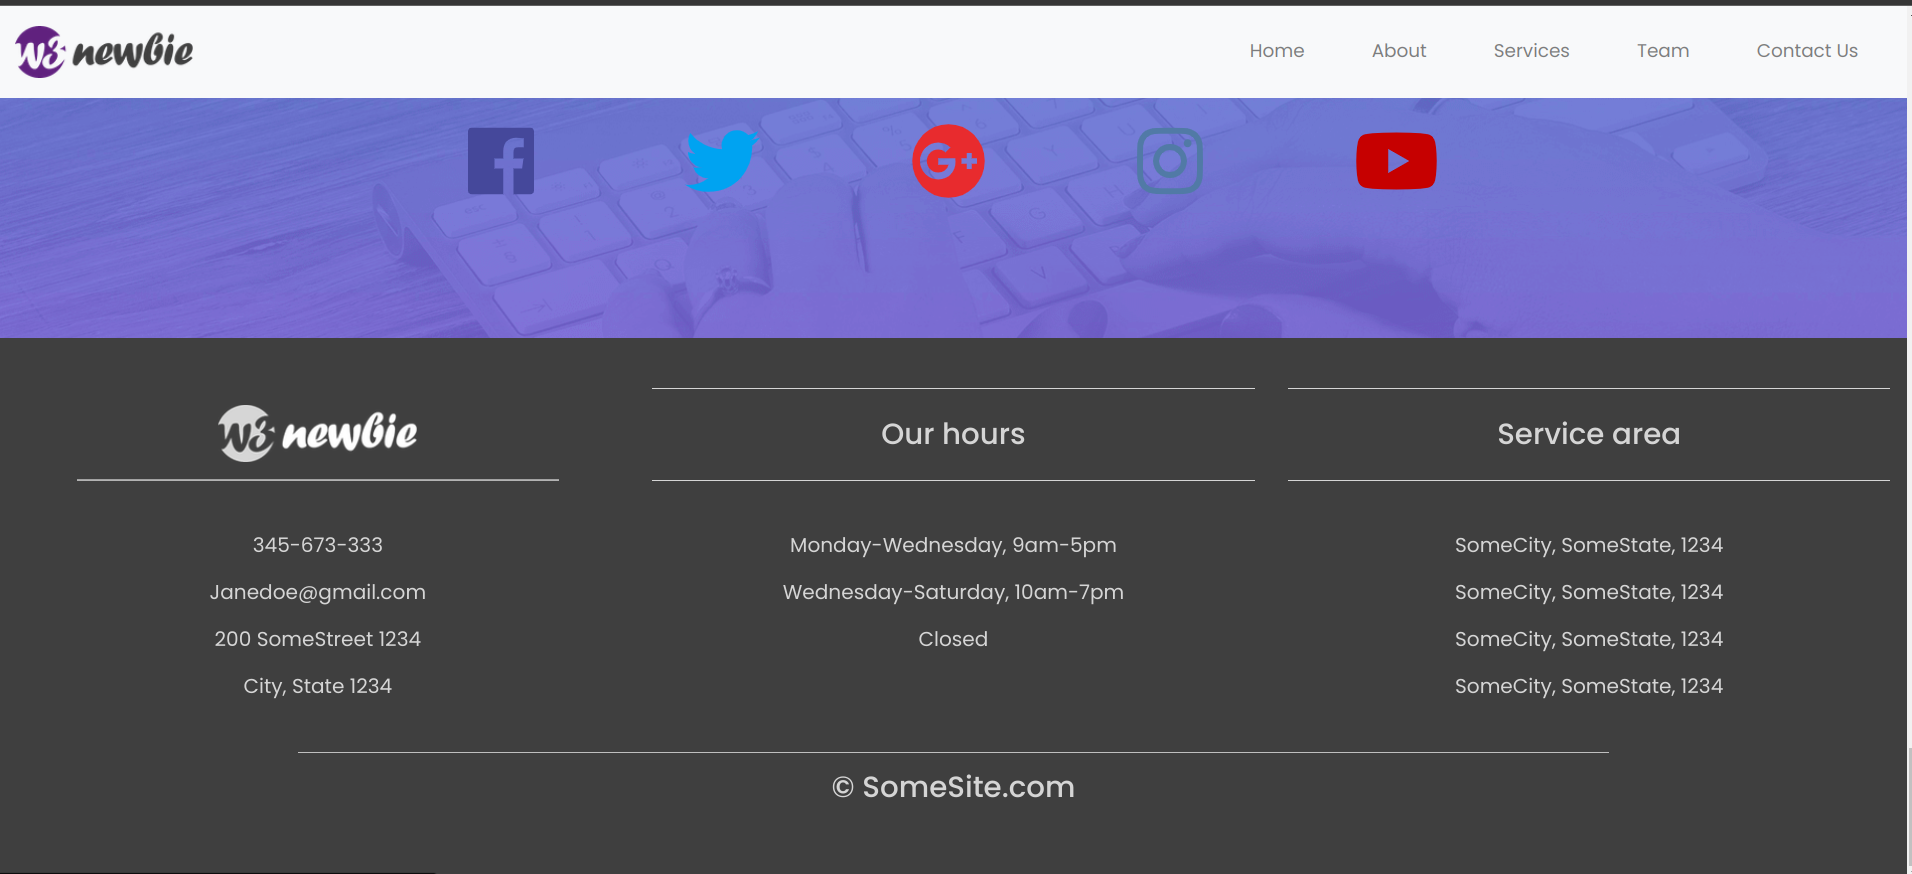 W3 newbie
Home About Services Team Contact Us
W3 newbie
345-673-333
Janedoe@gmail.com
200 SomeStreet 1234
City, State 1234
Our hours
Monday-Wednesday, 9am-5pm
Wednesday-Saturday, 10am-7pm
Closed
Service area
SomeCity, SomeState, 1234
SomeCity, SomeState, 1234
SomeCity, SomeState, 1234
SomeCity, SomeState, 1234
© SomeSite.com